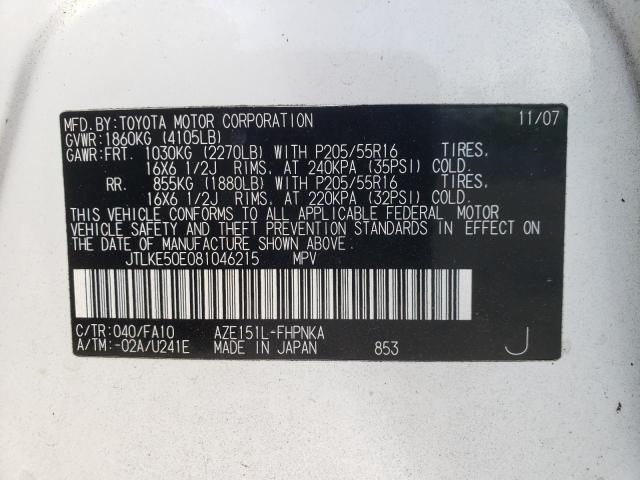 MFD.BY:TOYOTA MOTOR CORPORATION 11/07
GVWR:1860KG (4105LB)
GAWR:FRT. 1030KG (2270LB) WITH P205/55R16 TIRES,
16X6 1/2J RIMS, AT 240KPA (35PSI) COLD.
RR. 855KG (1880LB) WITH P205/55R16 TIRES,
16X6 1/2J RIMS, AT 220KPA (32PSI) COLD.
THIS VEHICLE CONFORMS TO ALL APPLICABLE FEDERAL MOTOR
VEHICLE SAFETY AND THEFT PREVENTION STANDARDS IN EFFECT ON
THE DATE OF MANUFACTURE SHOWN ABOVE.
JTLKE50E081046215 MPV
C/TR:040/FA10 AZE151L-FHPNKA
A/TM:-02A/U241E MADE IN JAPAN 853 J